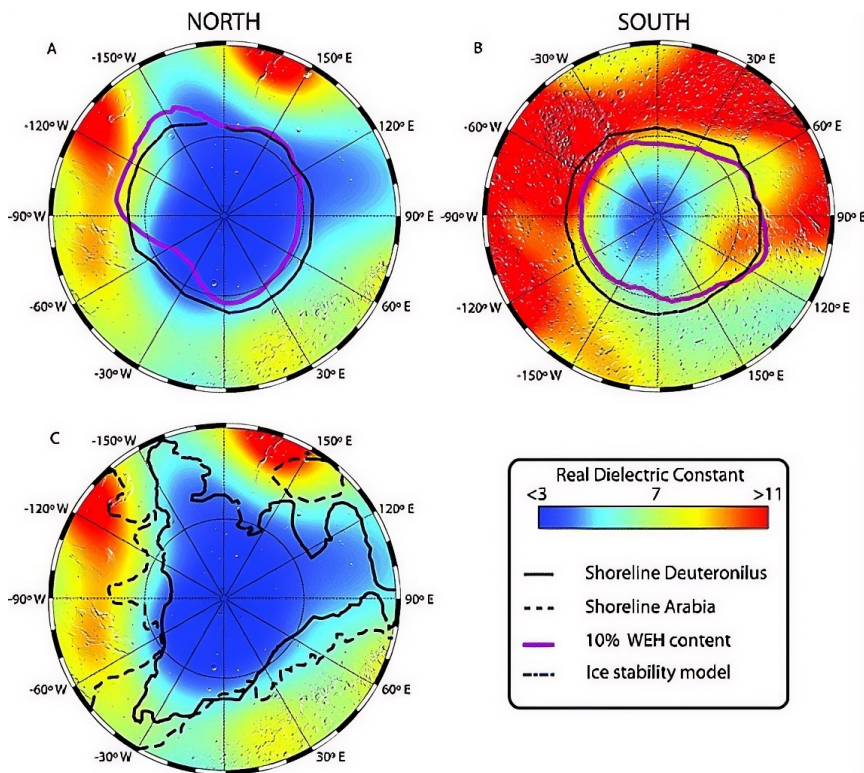 NORTH
SOUTH
A
-150° W
150° E
-120° W
120° E
-90° W
90° E
-60° W
60° E
-30° W
30° E
B
-30° W
30° E
-60° W
60° E
-90° W
90° E
-120° W
120° E
-150° W
150° E
C
-150° W
150° E
-120° W
120° E
-90° W
90° E
-60° W
60° E
-30° W
30° E
Real Dielectric Constant
<3 7 >11
Shoreline Deuteronilus
Shoreline Arabia
10% WEH content
Ice stability model